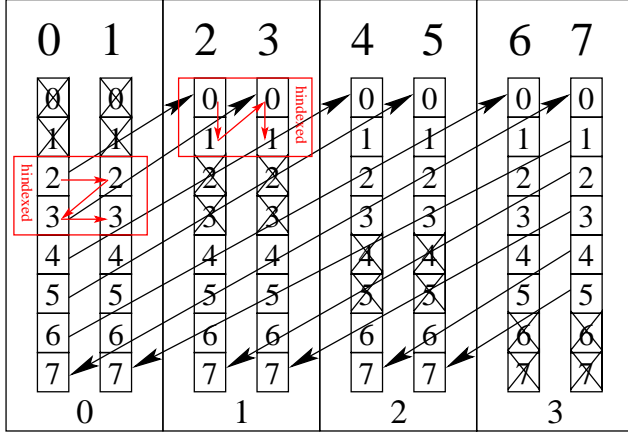 0 1 2 3 4 5 6 7
0 0 0 0 0 0 0 0
hindexed
1 1 1 1 1 1 1 1
hindexed
2 2 2 2 2 2 2 2
3 3 3 3 3 3 3 3
4 4 4 4 4 4 4 4
5 5 5 5 5 5 5 5
6 6 6 6 6 6 6 6
7 7 7 7 7 7 7 7
0 1 2 3